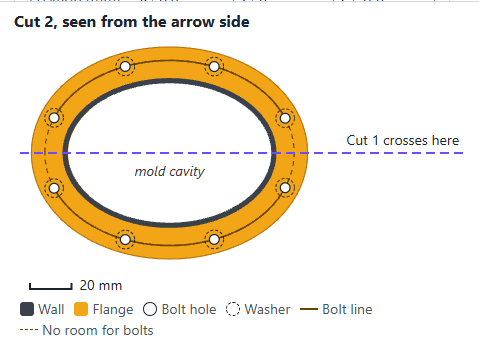 Cut 2, seen from the arrow side
Cut 1 crosses here
mold cavity
20 mm
Wall Flange Bolt hole Washer Bolt line
No room for bolts